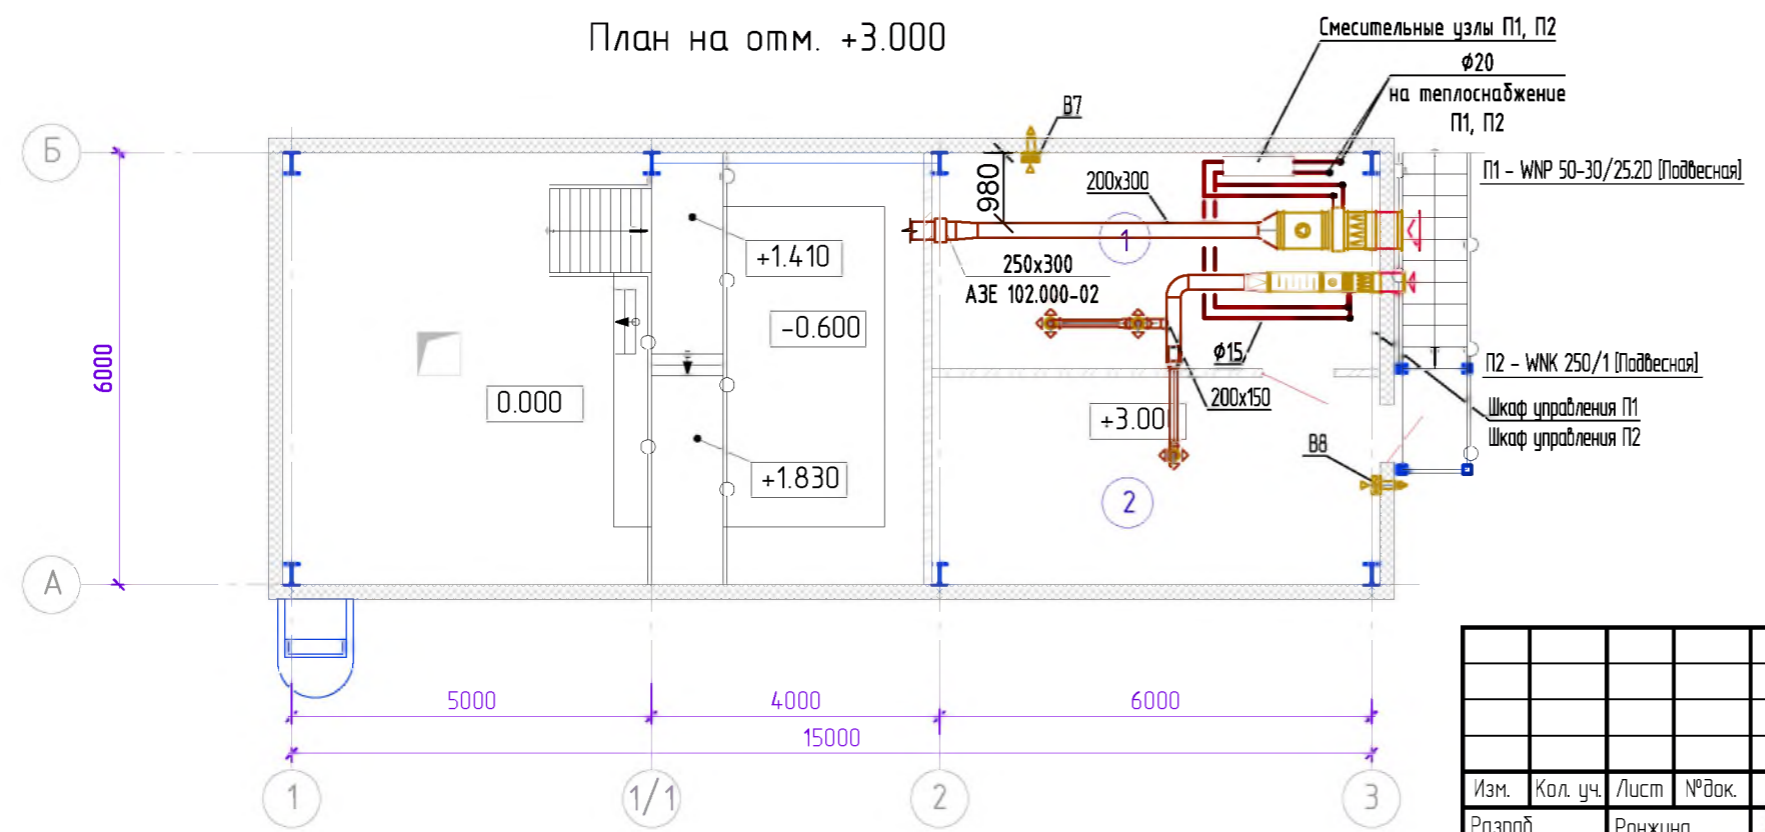 План на отм. +3.000
Смесительные узлы П1, П2
ϕ20
на теплоснабжение
П1, П2
В7
Б
980
200х300
П1 - WNP 50-30/25.2D (Подвесная)
1
+1.410
250х300
АЗЕ 102.000-02
-0.600
6000
ϕ15
П2 - WNK 250/1 (Подвесная)
0.000
200х150
+3.00
Шкаф управления П1
Шкаф управления П2
В8
+1.830
2
А
5000
4000
6000
15000
1
1/1
2
3
Изм.
Кол. уч.
Лист
№док.
Разраб
Ронжина